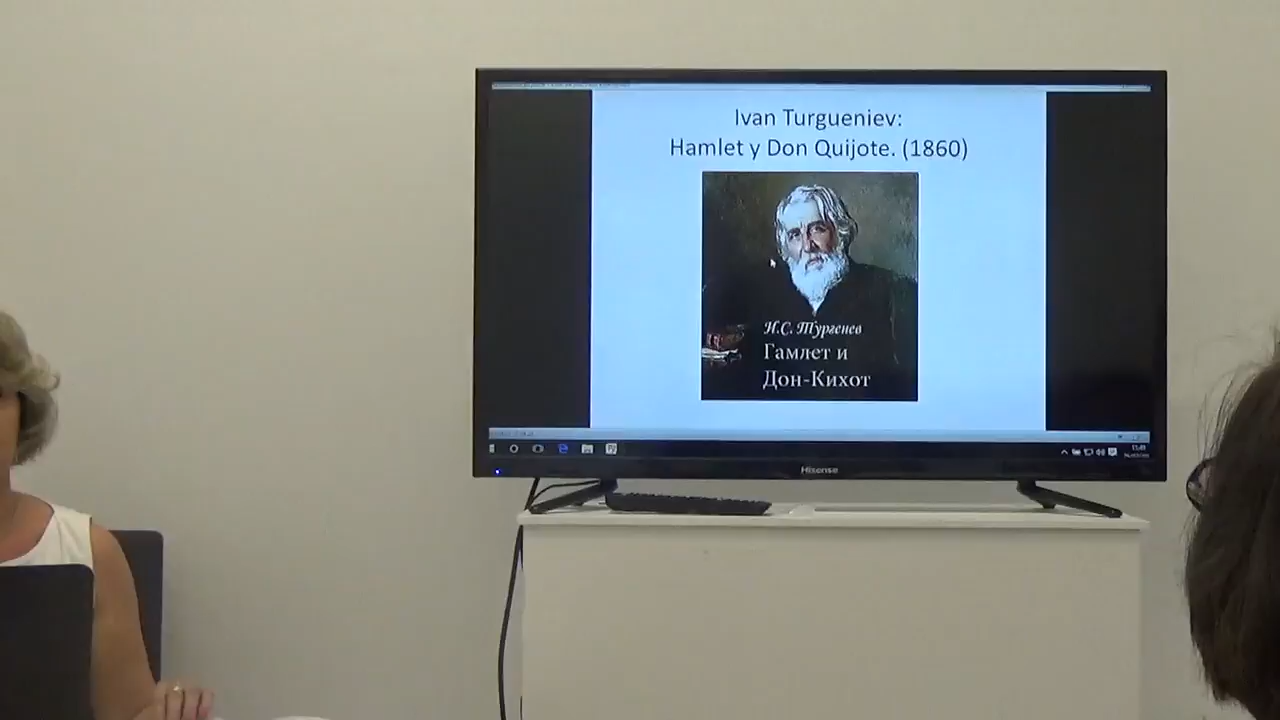 Ivan Turgueniev:
Hamlet y Don Quijote. (1860)
И.С. Тургенев
Гамлет и
Дон-Кихот
Hisense